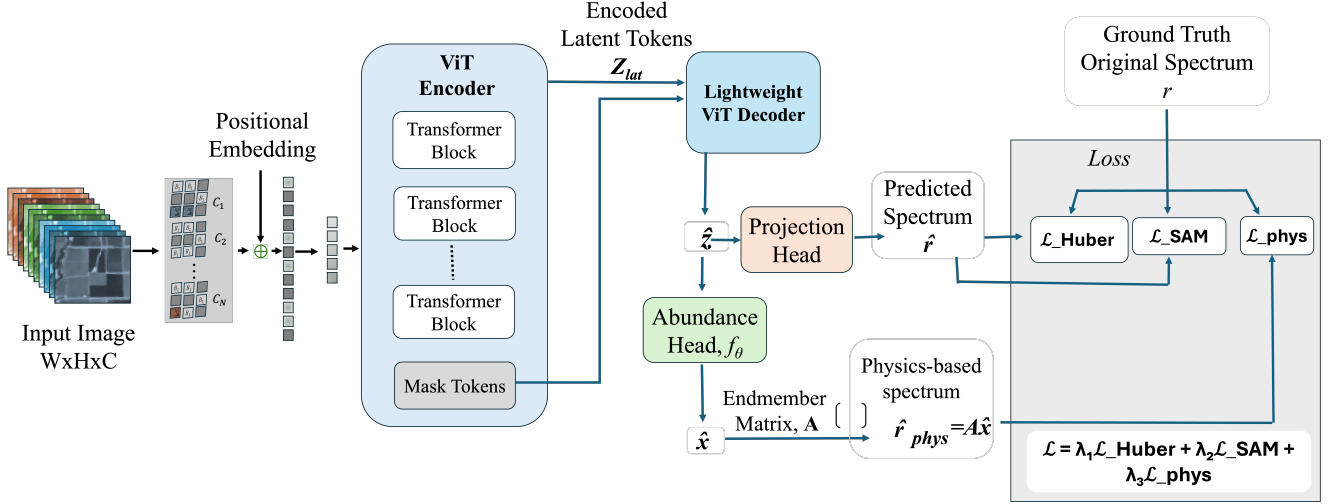 Input Image
WxHxC
C₁
C₂
⋮
C_N
Positional
Embedding
ViT
Encoder
Transformer
Block
Transformer
Block
Transformer
Block
Mask Tokens
Encoded
Latent Tokens
Z_lat
Lightweight
ViT Decoder
ẑ
Projection
Head
Predicted
Spectrum
r̂
Abundance
Head, f_θ
x̂
Endmember
Matrix, A
Physics-based
spectrum
r̂_phys=Ax̂
Ground Truth
Original Spectrum
r
Loss
ℒ_Huber
ℒ_SAM
ℒ_phys
ℒ = λ₁ℒ_Huber + λ₂ℒ_SAM +
λ₃ℒ_phys